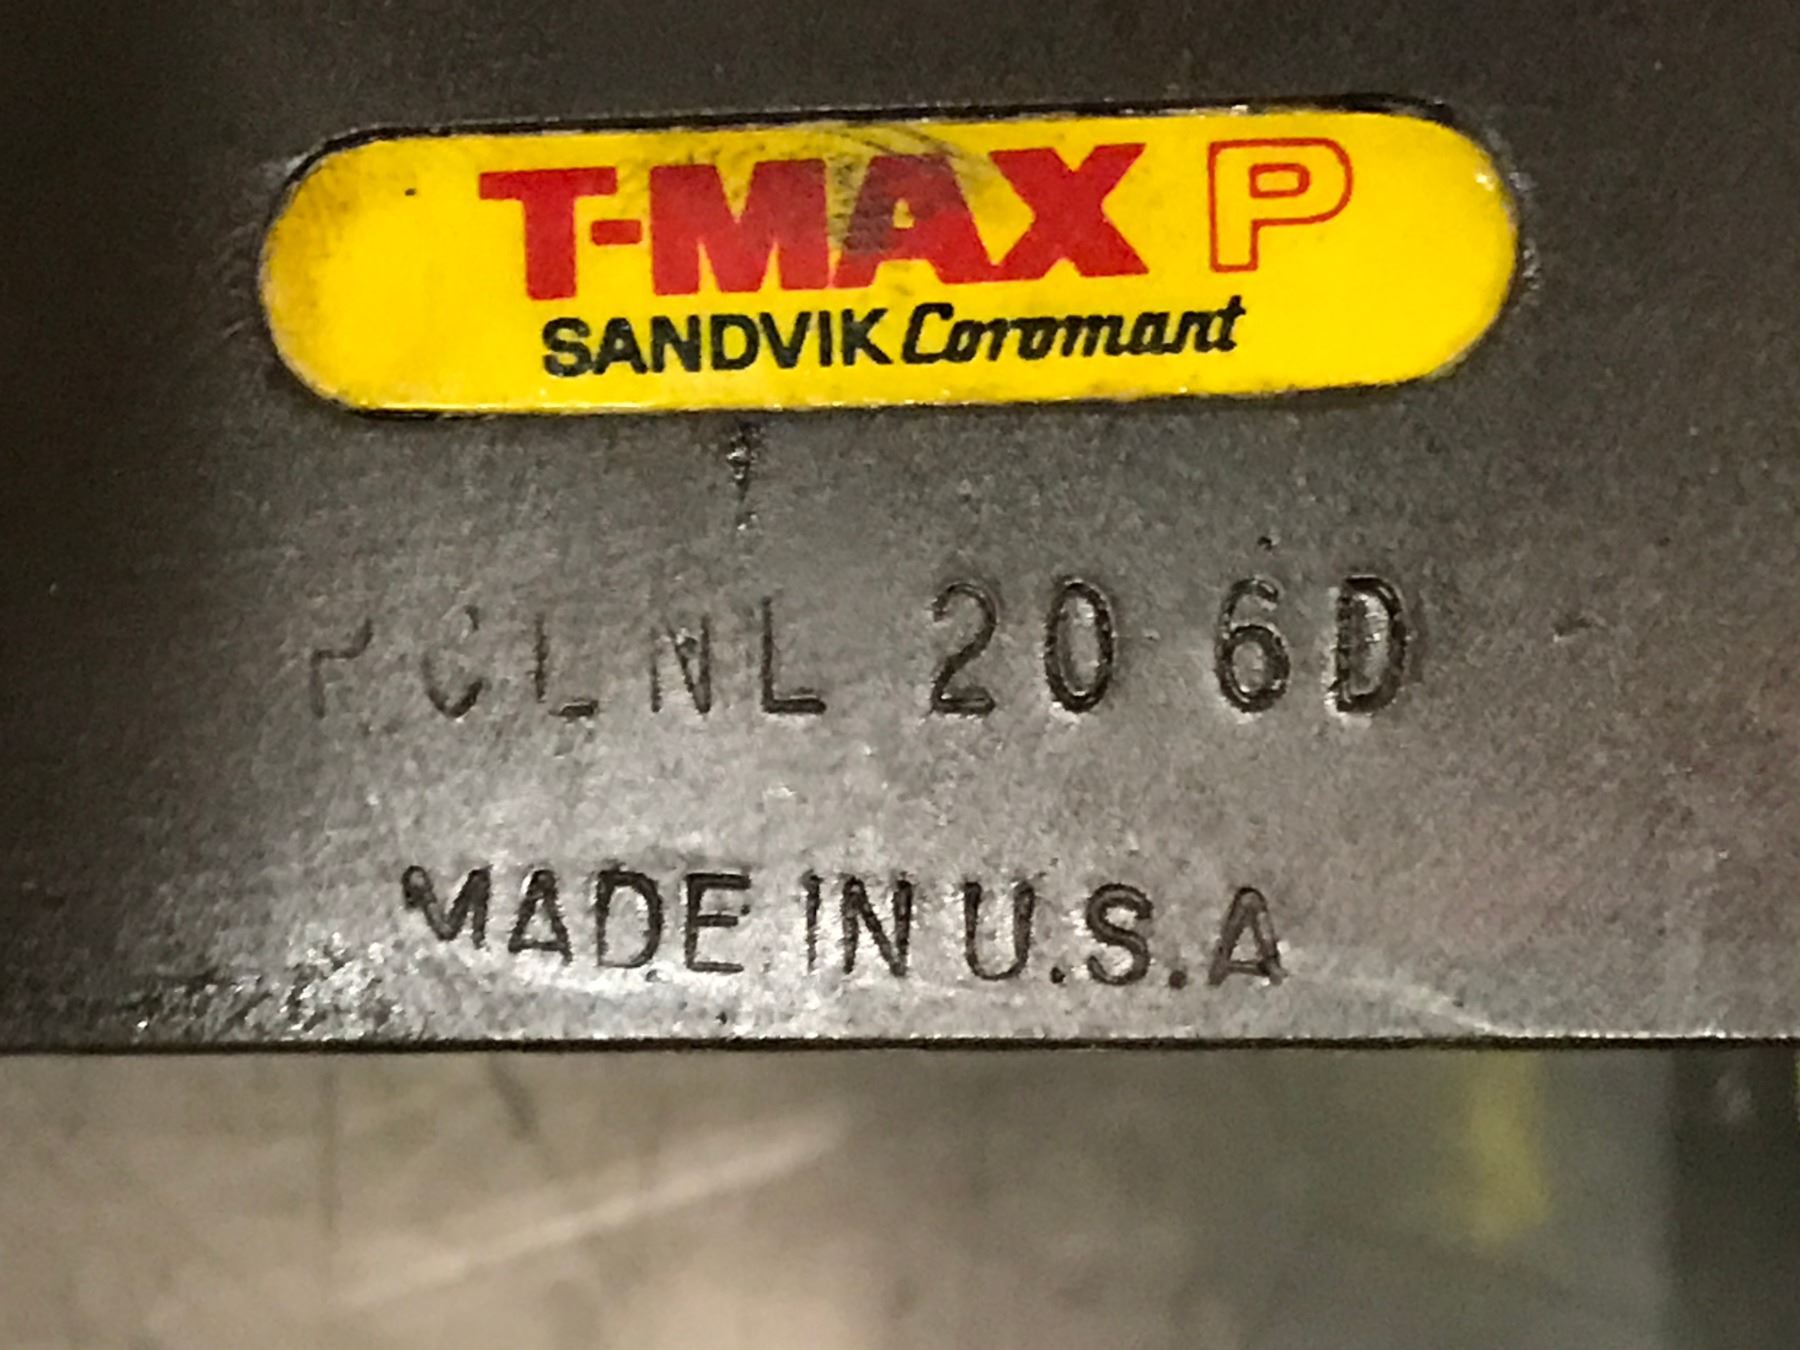 T-MAX P
SANDVIK Coromant
PCLNL 20 6D
MADE IN U.S.A